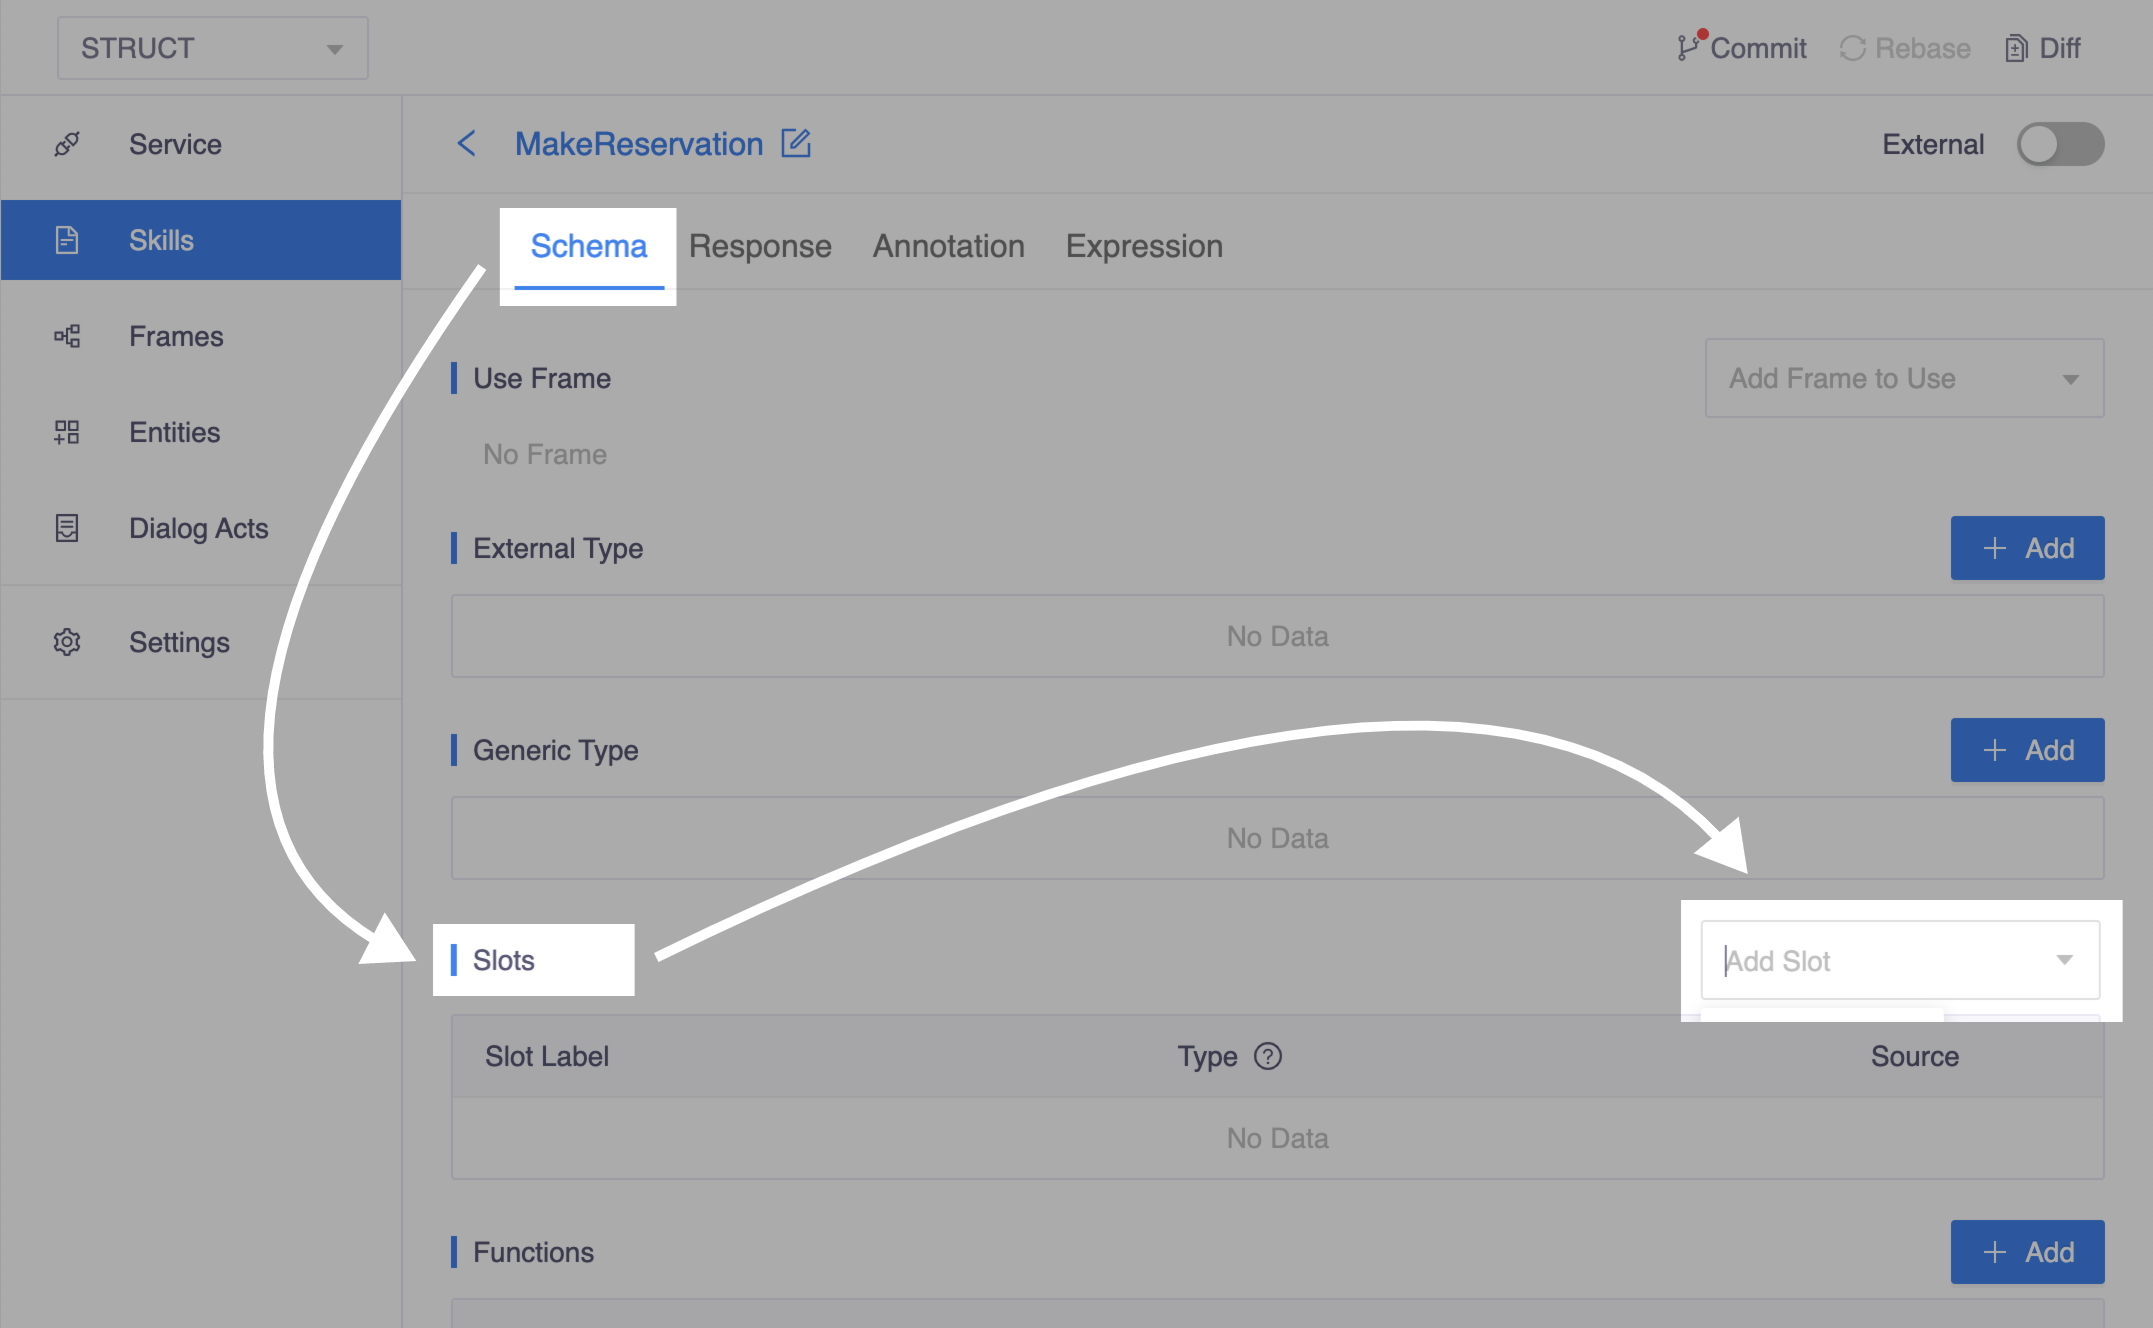 STRUCT
Commit Rebase Diff
Service
Skills
Frames
Entities
Dialog Acts
Settings
MakeReservation
External
Schema Response Annotation Expression
Use Frame
Add Frame to Use
No Frame
External Type
+ Add
No Data
Generic Type
+ Add
No Data
Slots
Add Slot
Slot Label Type ? Source
No Data
Functions
+ Add